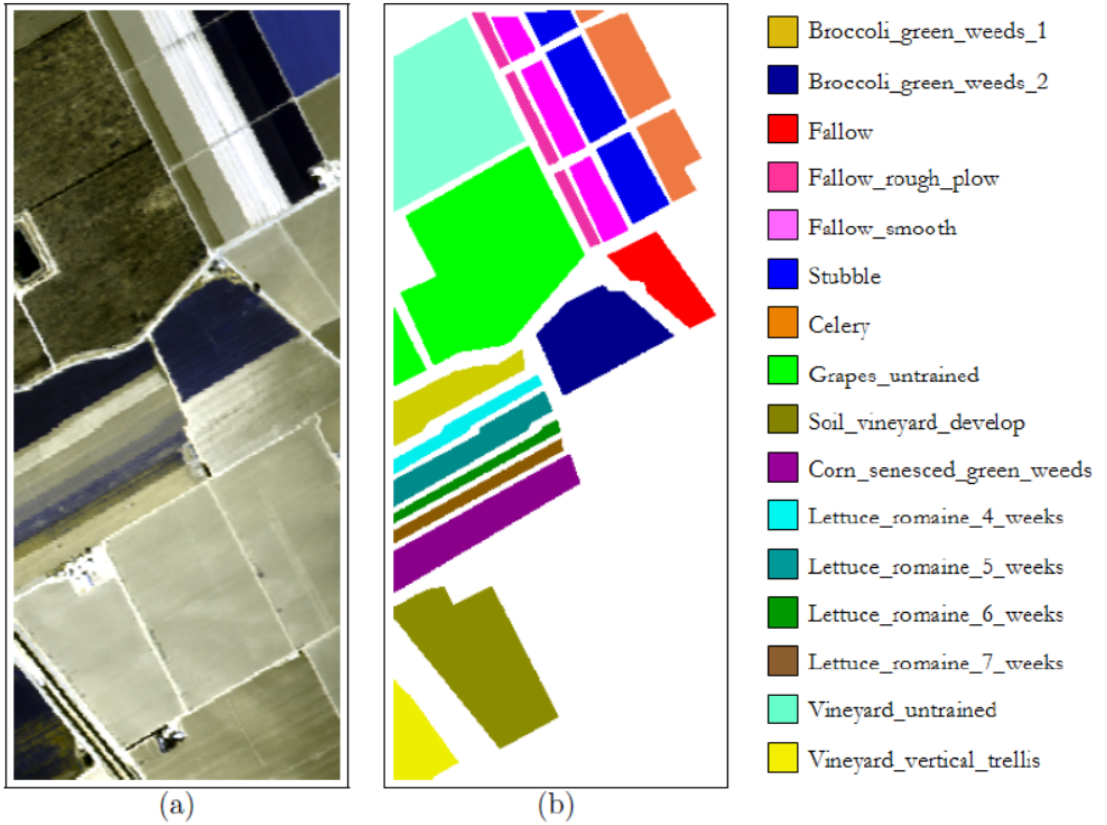 Broccoli_green_weeds_1
Broccoli_green_weeds_2
Fallow
Fallow_rough_plow
Fallow_smooth
Stubble
Celery
Grapes_untrained
Soil_vineyard_develop
Corn_senesced_green_weeds
Lettuce_romaine_4_weeks
Lettuce_romaine_5_weeks
Lettuce_romaine_6_weeks
Lettuce_romaine_7_weeks
Vineyard_untrained
Vineyard_vertical_trellis
(a)
(b)